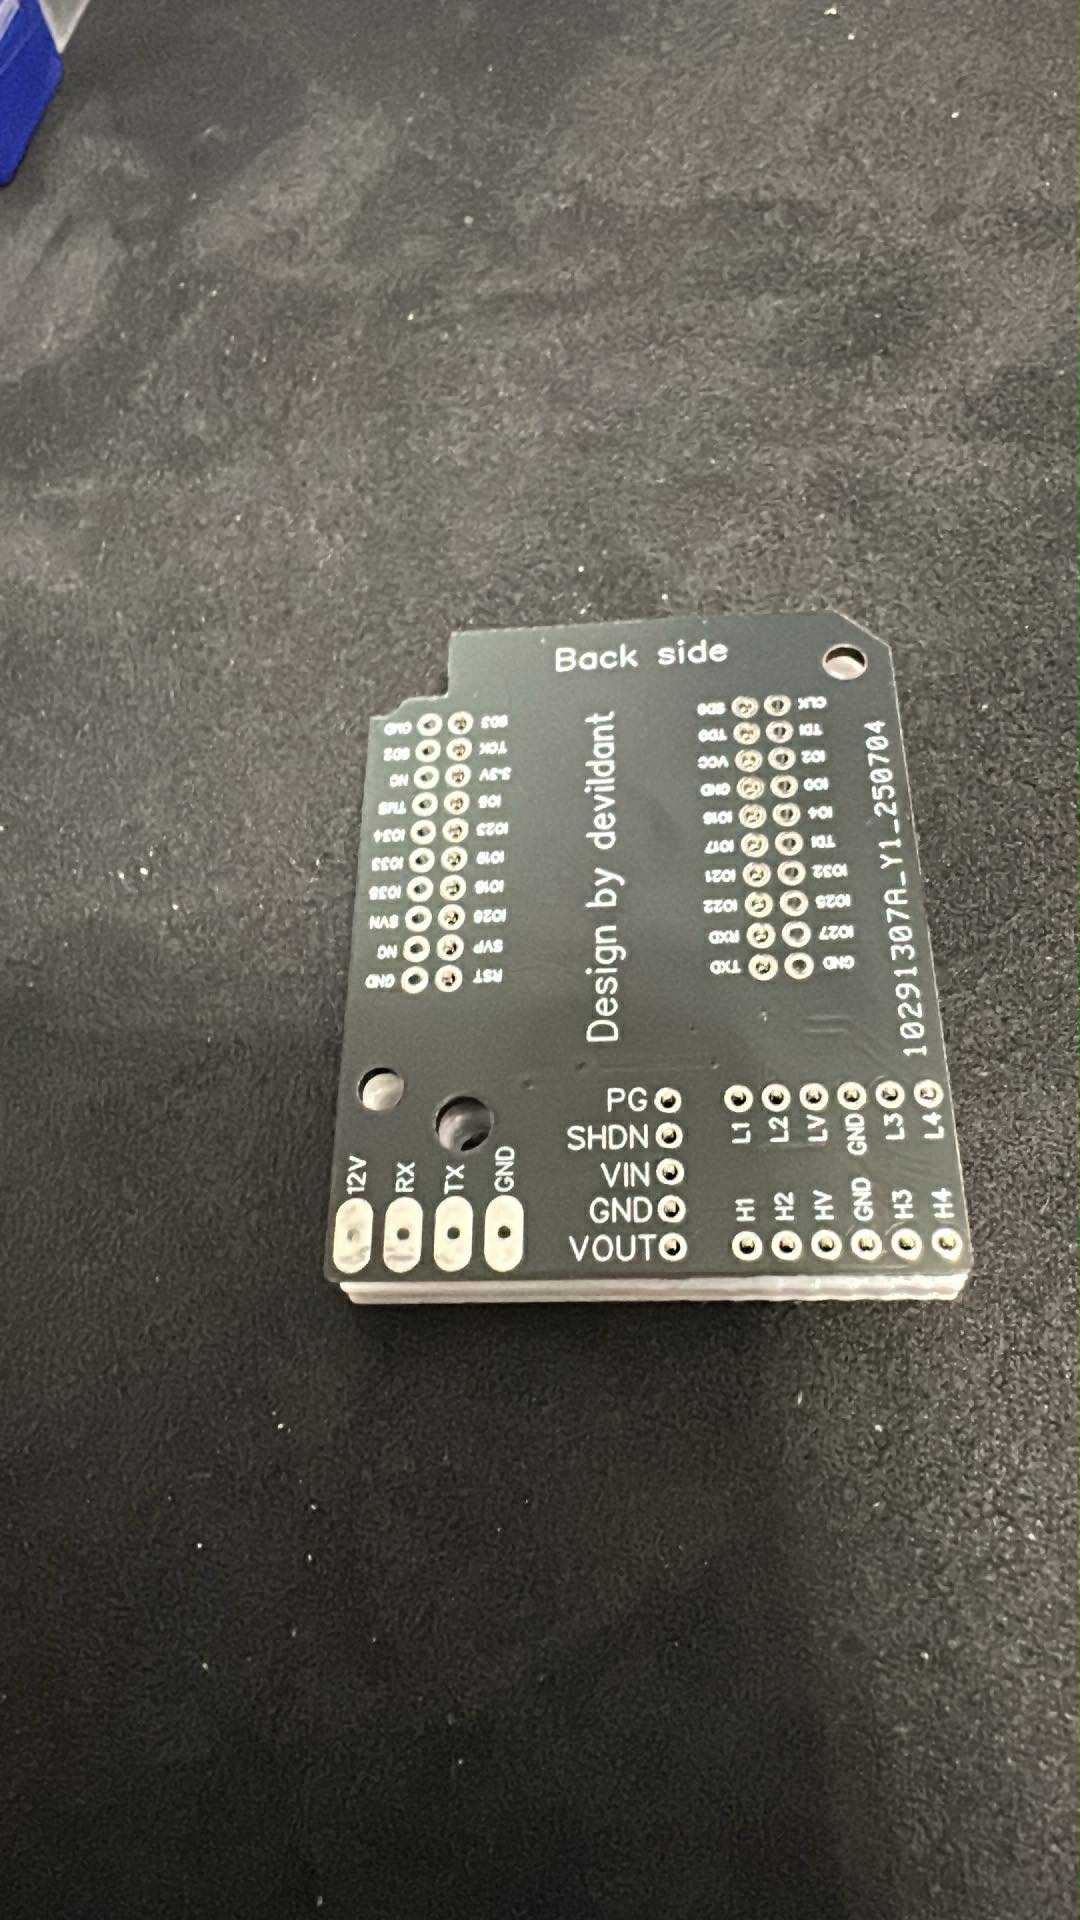 Back side
GND SD3
SD2 TCK
NC 3.3V
TMS IO5
IO34 IO23
IO33 IO19
IO35 IO18
SVN IO26
NC SVP
GND RST
Design by devildant
SD0 CLK
TD0 TDI
VCC IO2
GND IO0
IO16 IO4
IO17 TDI
IO21 IO32
IO22 IO25
RXD IO27
TXD GND
10291307A_Y1_250704
12V RX TX GND
PG
SHDN
VIN
GND
VOUT
L1 L2 LV GND L3 L4
H1 H2 HV GND H3 H4